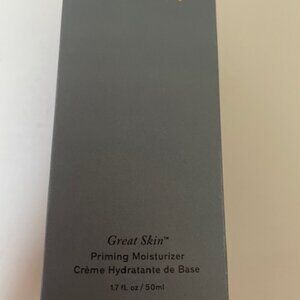 Great Skin™
Priming Moisturizer
Crème Hydratante de Base
1.7 fl. oz / 50ml